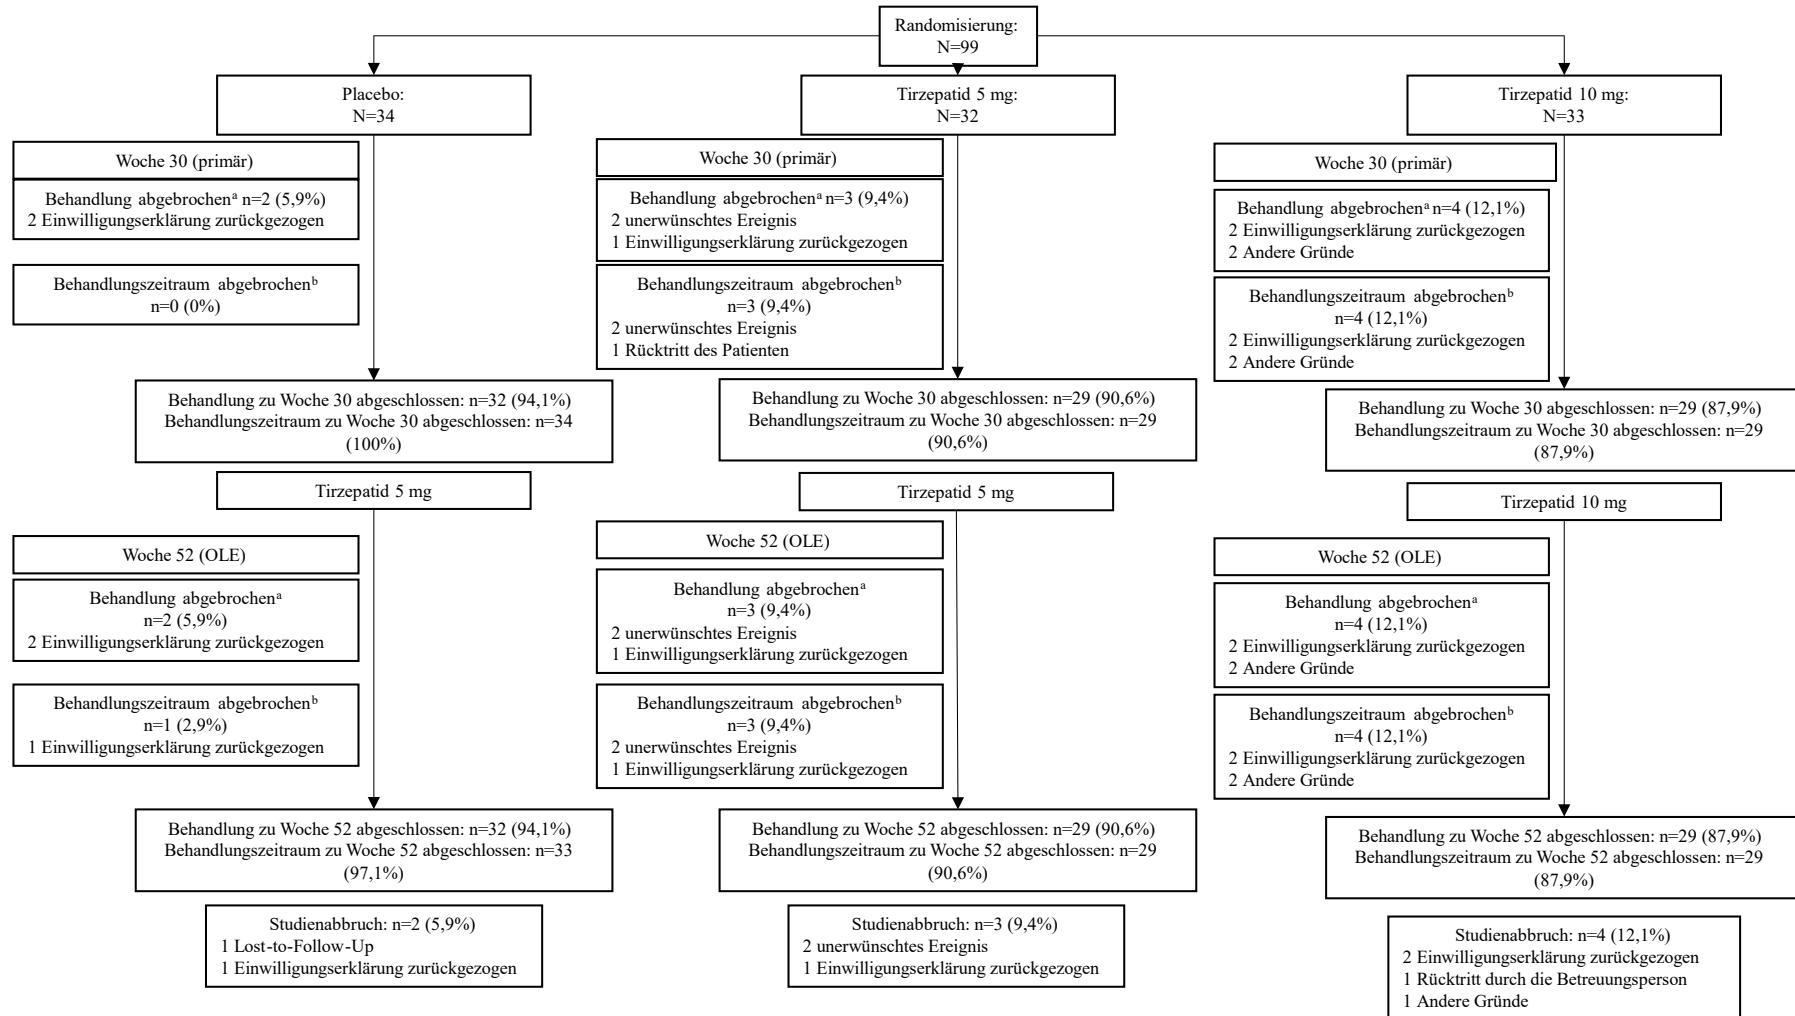 Randomisierung:
N=99
Placebo:
N=34
Tirzepatid 5 mg:
N=32
Tirzepatid 10 mg:
N=33
Woche 30 (primär)
Behandlung abgebrochenᵃ n=2 (5,9%)
2 Einwilligungserklärung zurückgezogen
Behandlungszeitraum abgebrochenᵇ
n=0 (0%)
Woche 30 (primär)
Behandlung abgebrochenᵃ n=3 (9,4%)
2 unerwünschtes Ereignis
1 Einwilligungserklärung zurückgezogen
Behandlungszeitraum abgebrochenᵇ
n=3 (9,4%)
2 unerwünschtes Ereignis
1 Rücktritt des Patienten
Woche 30 (primär)
Behandlung abgebrochenᵃ n=4 (12,1%)
2 Einwilligungserklärung zurückgezogen
2 Andere Gründe
Behandlungszeitraum abgebrochenᵇ
n=4 (12,1%)
2 Einwilligungserklärung zurückgezogen
2 Andere Gründe
Behandlung zu Woche 30 abgeschlossen: n=32 (94,1%)
Behandlungszeitraum zu Woche 30 abgeschlossen: n=34
(100%)
Behandlung zu Woche 30 abgeschlossen: n=29 (90,6%)
Behandlungszeitraum zu Woche 30 abgeschlossen: n=29
(90,6%)
Behandlung zu Woche 30 abgeschlossen: n=29 (87,9%)
Behandlungszeitraum zu Woche 30 abgeschlossen: n=29
(87,9%)
Tirzepatid 5 mg
Tirzepatid 5 mg
Tirzepatid 10 mg
Woche 52 (OLE)
Behandlung abgebrochenᵃ
n=2 (5,9%)
2 Einwilligungserklärung zurückgezogen
Behandlungszeitraum abgebrochenᵇ
n=1 (2,9%)
1 Einwilligungserklärung zurückgezogen
Woche 52 (OLE)
Behandlung abgebrochenᵃ
n=3 (9,4%)
2 unerwünschtes Ereignis
1 Einwilligungserklärung zurückgezogen
Behandlungszeitraum abgebrochenᵇ
n=3 (9,4%)
2 unerwünschtes Ereignis
1 Einwilligungserklärung zurückgezogen
Woche 52 (OLE)
Behandlung abgebrochenᵃ
n=4 (12,1%)
2 Einwilligungserklärung zurückgezogen
2 Andere Gründe
Behandlungszeitraum abgebrochenᵇ
n=4 (12,1%)
2 Einwilligungserklärung zurückgezogen
2 Andere Gründe
Behandlung zu Woche 52 abgeschlossen: n=32 (94,1%)
Behandlungszeitraum zu Woche 52 abgeschlossen: n=33
(97,1%)
Behandlung zu Woche 52 abgeschlossen: n=29 (90,6%)
Behandlungszeitraum zu Woche 52 abgeschlossen: n=29
(90,6%)
Behandlung zu Woche 52 abgeschlossen: n=29 (87,9%)
Behandlungszeitraum zu Woche 52 abgeschlossen: n=29
(87,9%)
Studienabbruch: n=2 (5,9%)
1 Lost-to-Follow-Up
1 Einwilligungserklärung zurückgezogen
Studienabbruch: n=3 (9,4%)
2 unerwünschtes Ereignis
1 Einwilligungserklärung zurückgezogen
Studienabbruch: n=4 (12,1%)
2 Einwilligungserklärung zurückgezogen
1 Rücktritt durch die Betreuungsperson
1 Andere Gründe